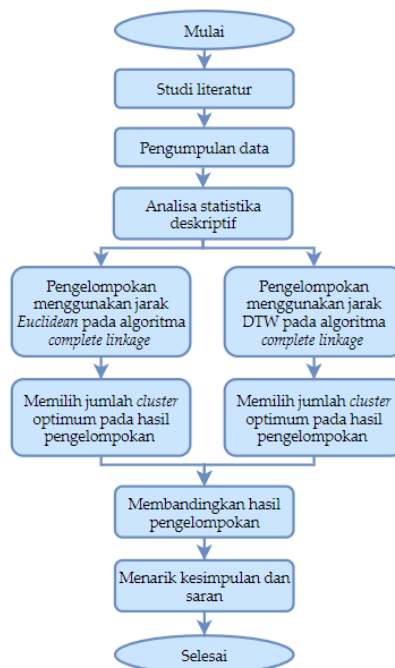 Mulai
Studi literatur
Pengumpulan data
Analisa statistika
deskriptif
Pengelompokan
menggunakan jarak
Euclidean pada algoritma
complete linkage
Pengelompokan
menggunakan jarak
DTW pada algoritma
complete linkage
Memilih jumlah cluster
optimum pada hasil
pengelompokan
Memilih jumlah cluster
optimum pada hasil
pengelompokan
Membandingkan hasil
pengelompokan
Menarik kesimpulan dan
saran
Selesai